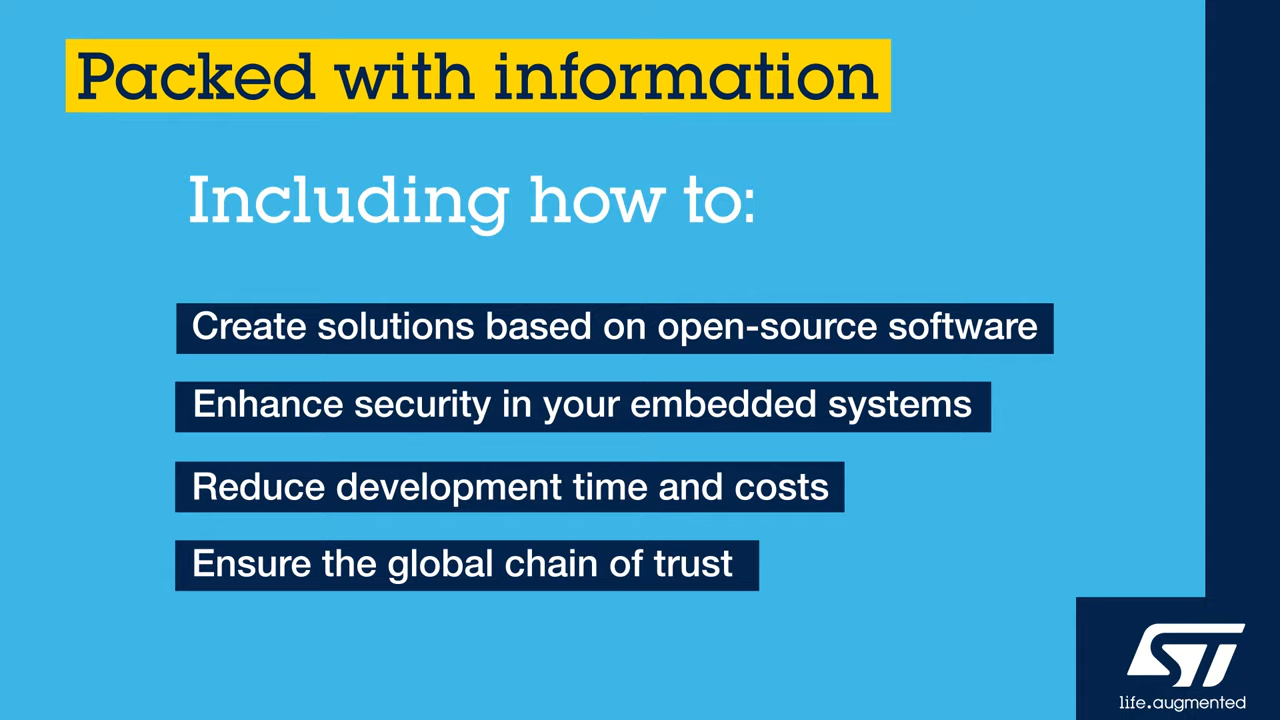 Packed with information
Including how to:
Create solutions based on open-source software
Enhance security in your embedded systems
Reduce development time and costs
Ensure the global chain of trust
ST
life.augmented